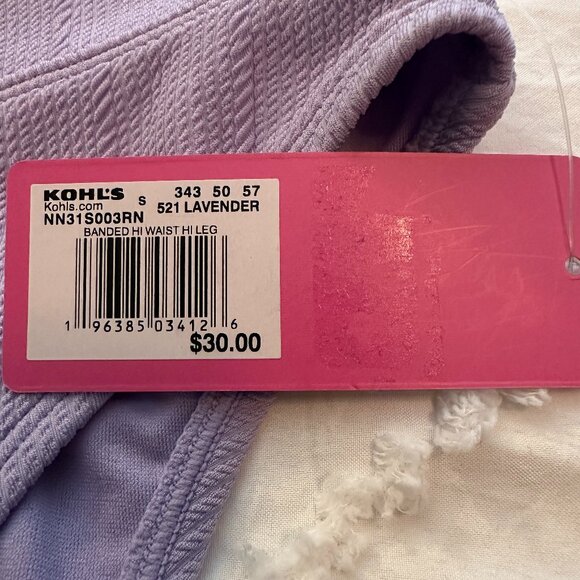 KOHL'S S 343 50 57
Kohls.com 521 LAVENDER
NN31S003RN
BANDED HI WAIST HI LEG
1 96385 03412 6
$30.00